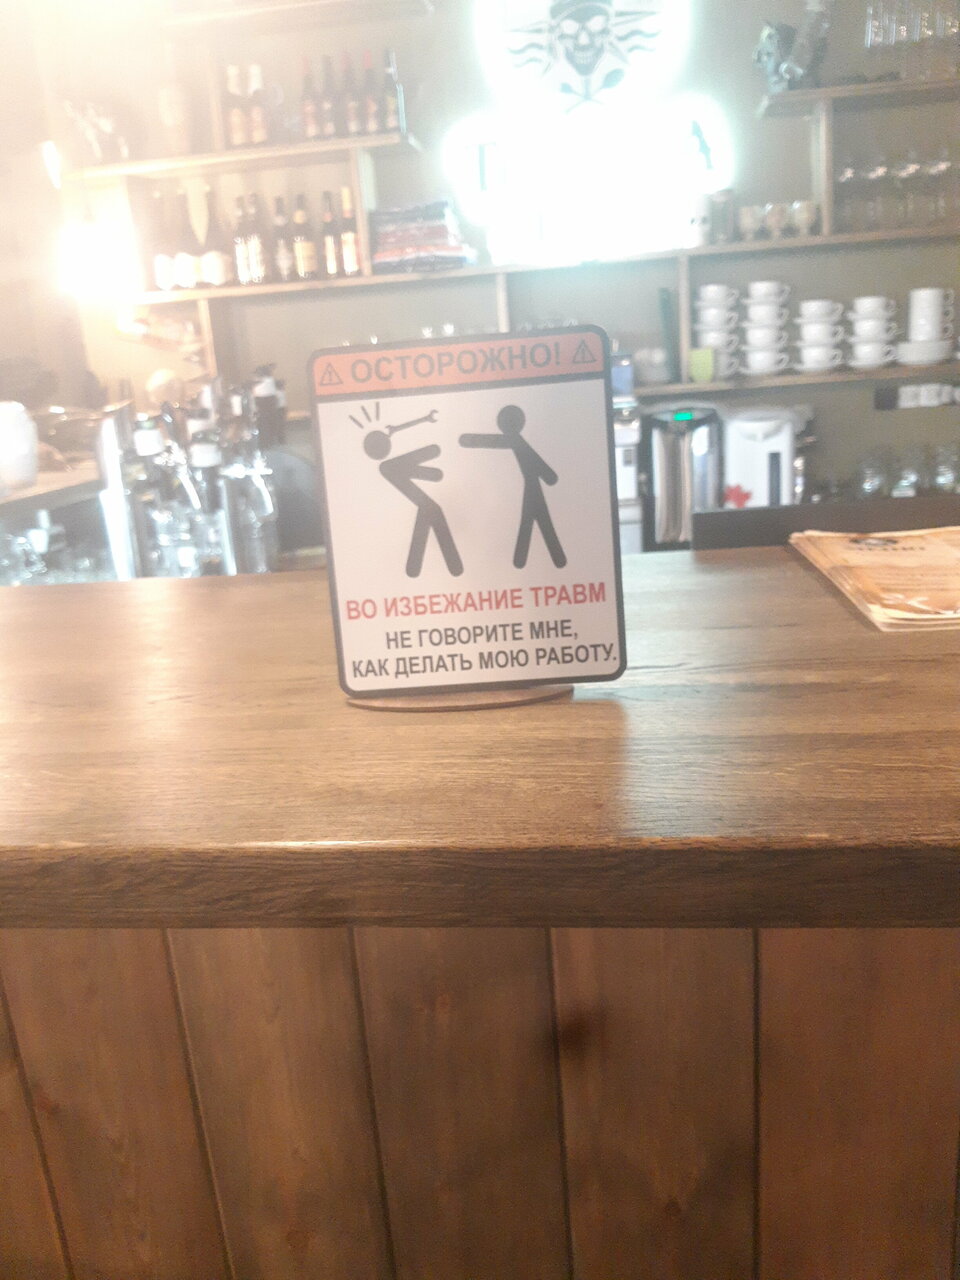 ОСТОРОЖНО!
ВО ИЗБЕЖАНИЕ ТРАВМ
НЕ ГОВОРИТЕ МНЕ,
КАК ДЕЛАТЬ МОЮ РАБОТУ.